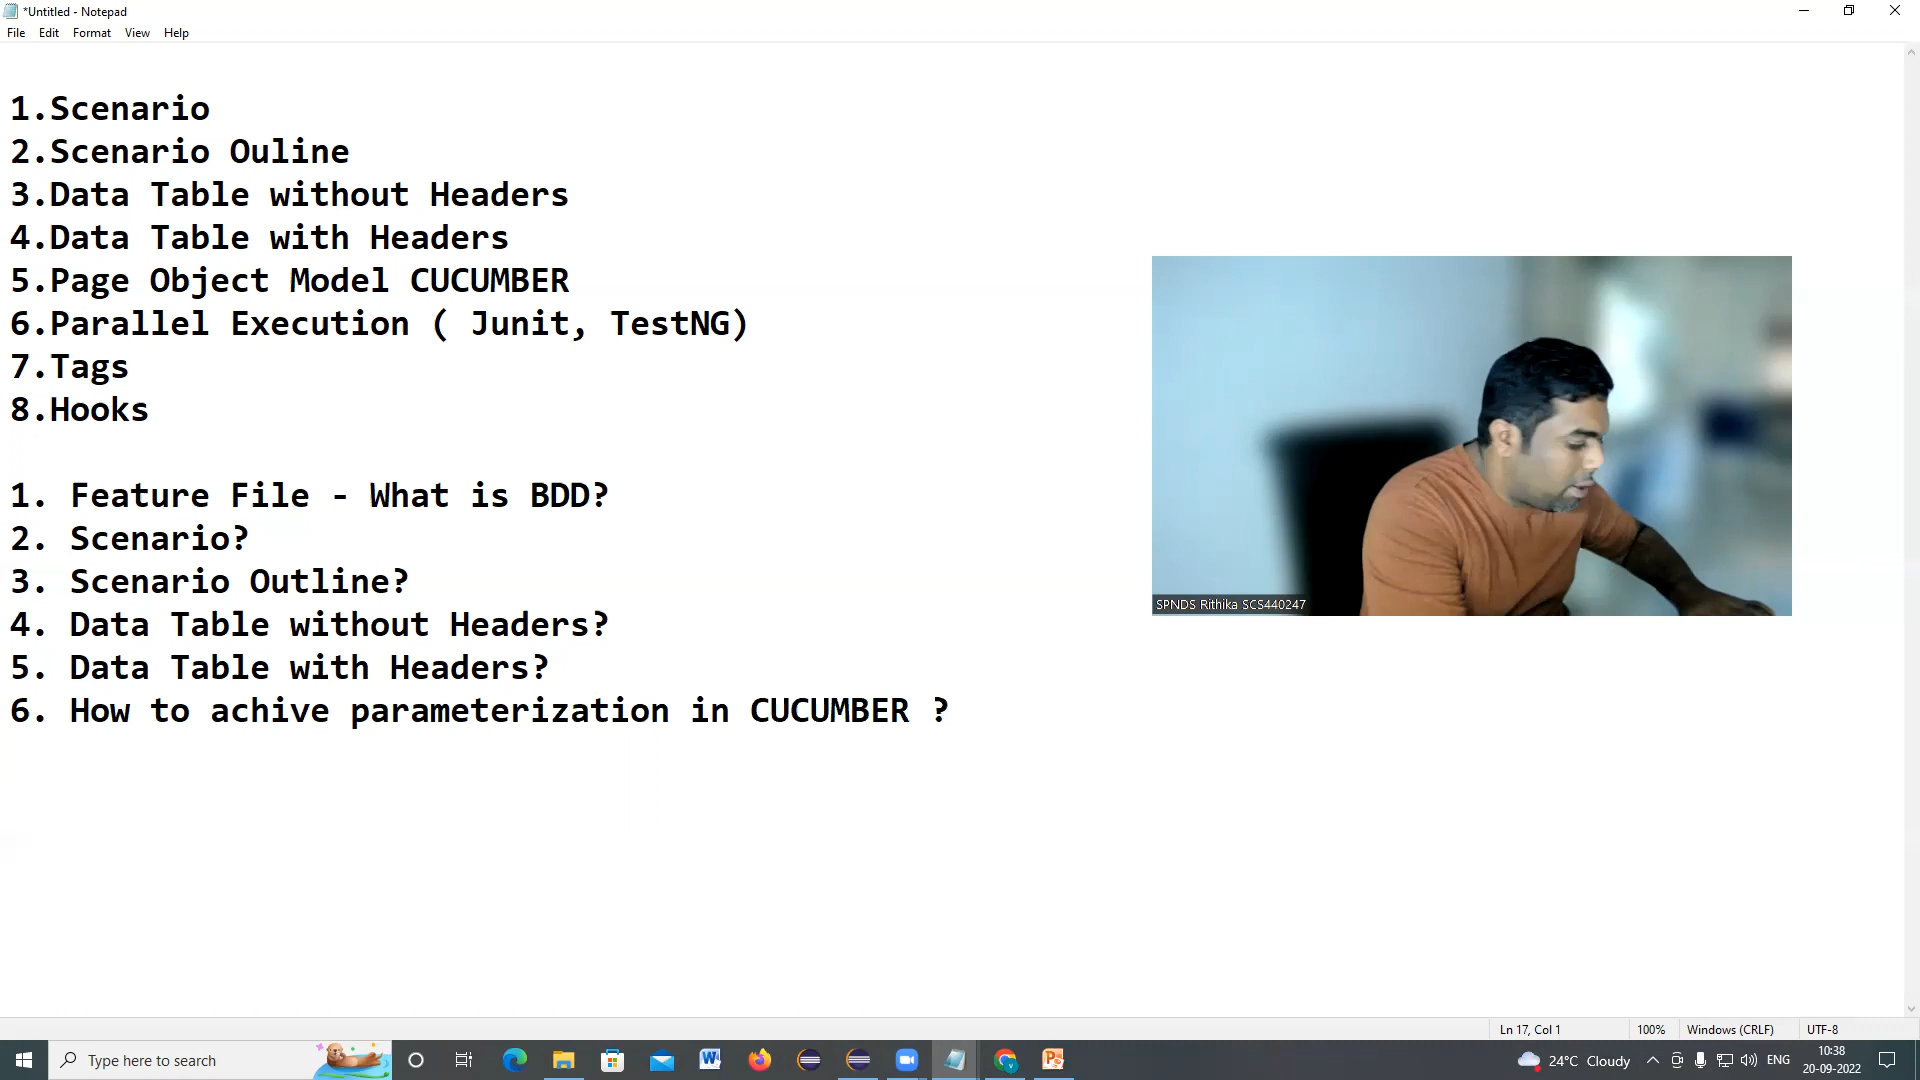 *Untitled - Notepad
File Edit Format View Help
1.Scenario
2.Scenario Ouline
3.Data Table without Headers
4.Data Table with Headers
5.Page Object Model CUCUMBER
6.Parallel Execution ( Junit, TestNG)
7.Tags
8.Hooks
1. Feature File - What is BDD?
2. Scenario?
3. Scenario Outline?
4. Data Table without Headers?
5. Data Table with Headers?
6. How to achive parameterization in CUCUMBER ?
SPNDS Rithika SCS440247
Ln 17, Col 1 100% Windows (CRLF) UTF-8
Type here to search
24°C Cloudy
ENG
10:38
20-09-2022